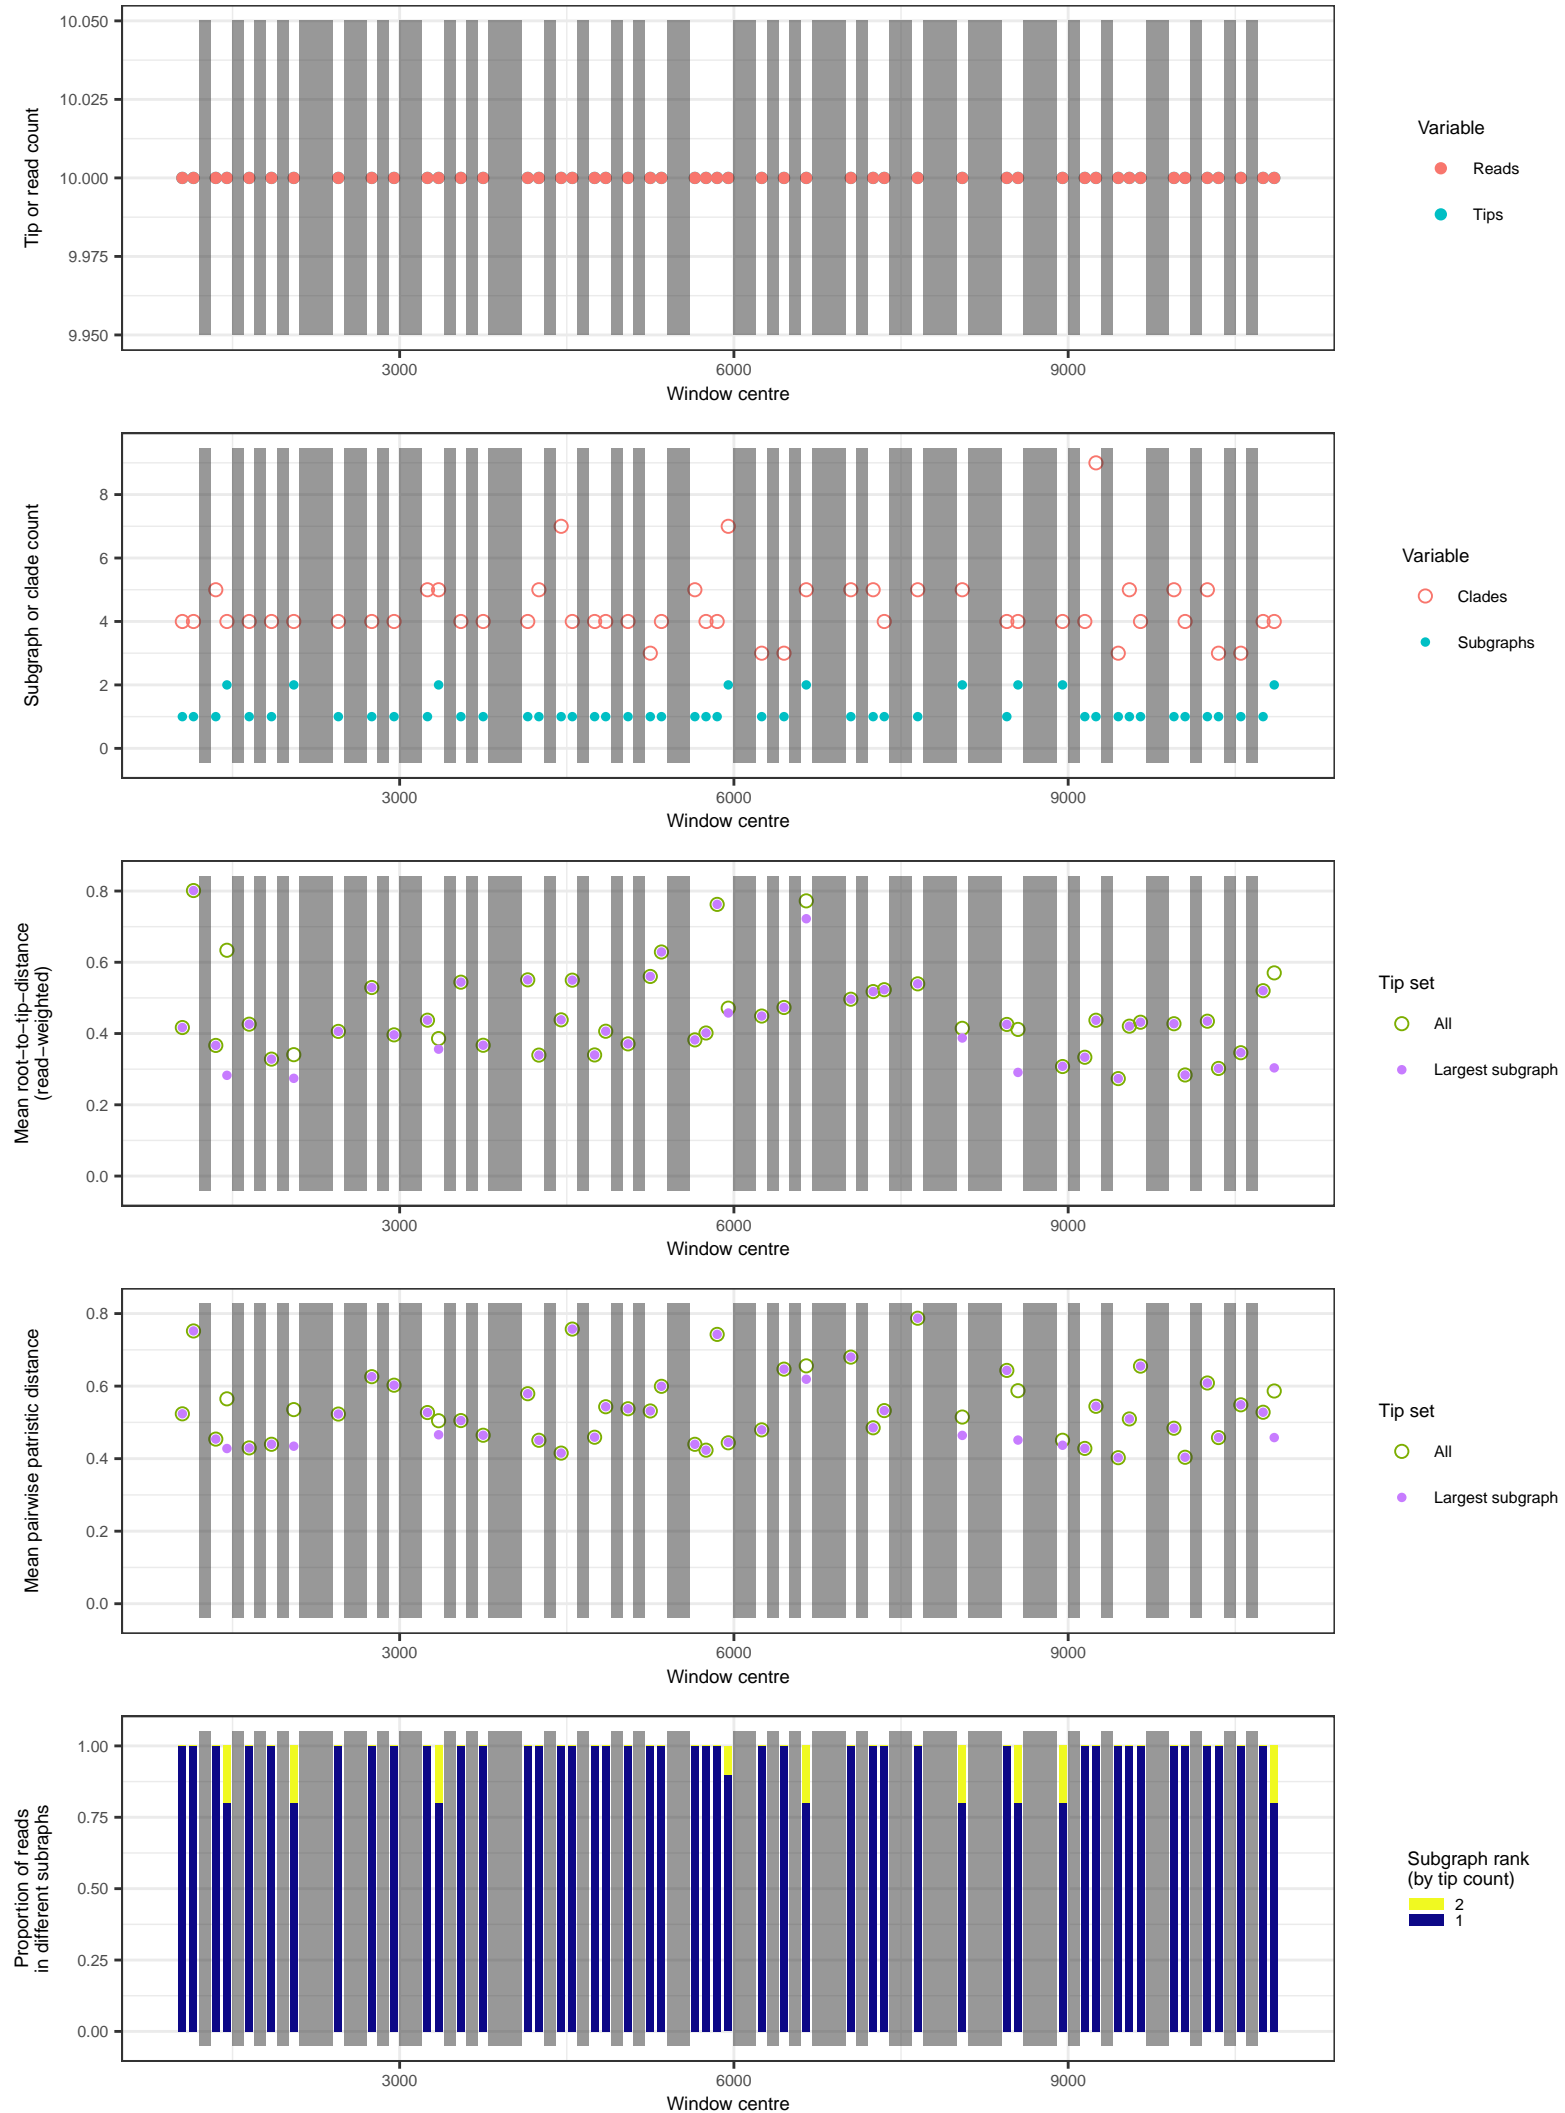 10.050
10.025
10.000
9.975
9.950
Tip or read count
3000
6000
9000
Window centre
Variable
Reads
Tips
8
6
4
2
0
Subgraph or clade count
3000
6000
9000
Window centre
Variable
Clades
Subgraphs
0.8
0.6
0.4
0.2
0.0
Mean root−to−tip−distance
(read−weighted)
3000
6000
9000
Window centre
Tip set
All
Largest subgraph
0.8
0.6
0.4
0.2
0.0
Mean pairwise patristic distance
3000
6000
9000
Window centre
Tip set
All
Largest subgraph
1.00
0.75
0.50
0.25
0.00
Proportion of reads
in different subraphs
3000
6000
9000
Window centre
Subgraph rank
(by tip count)
2
1